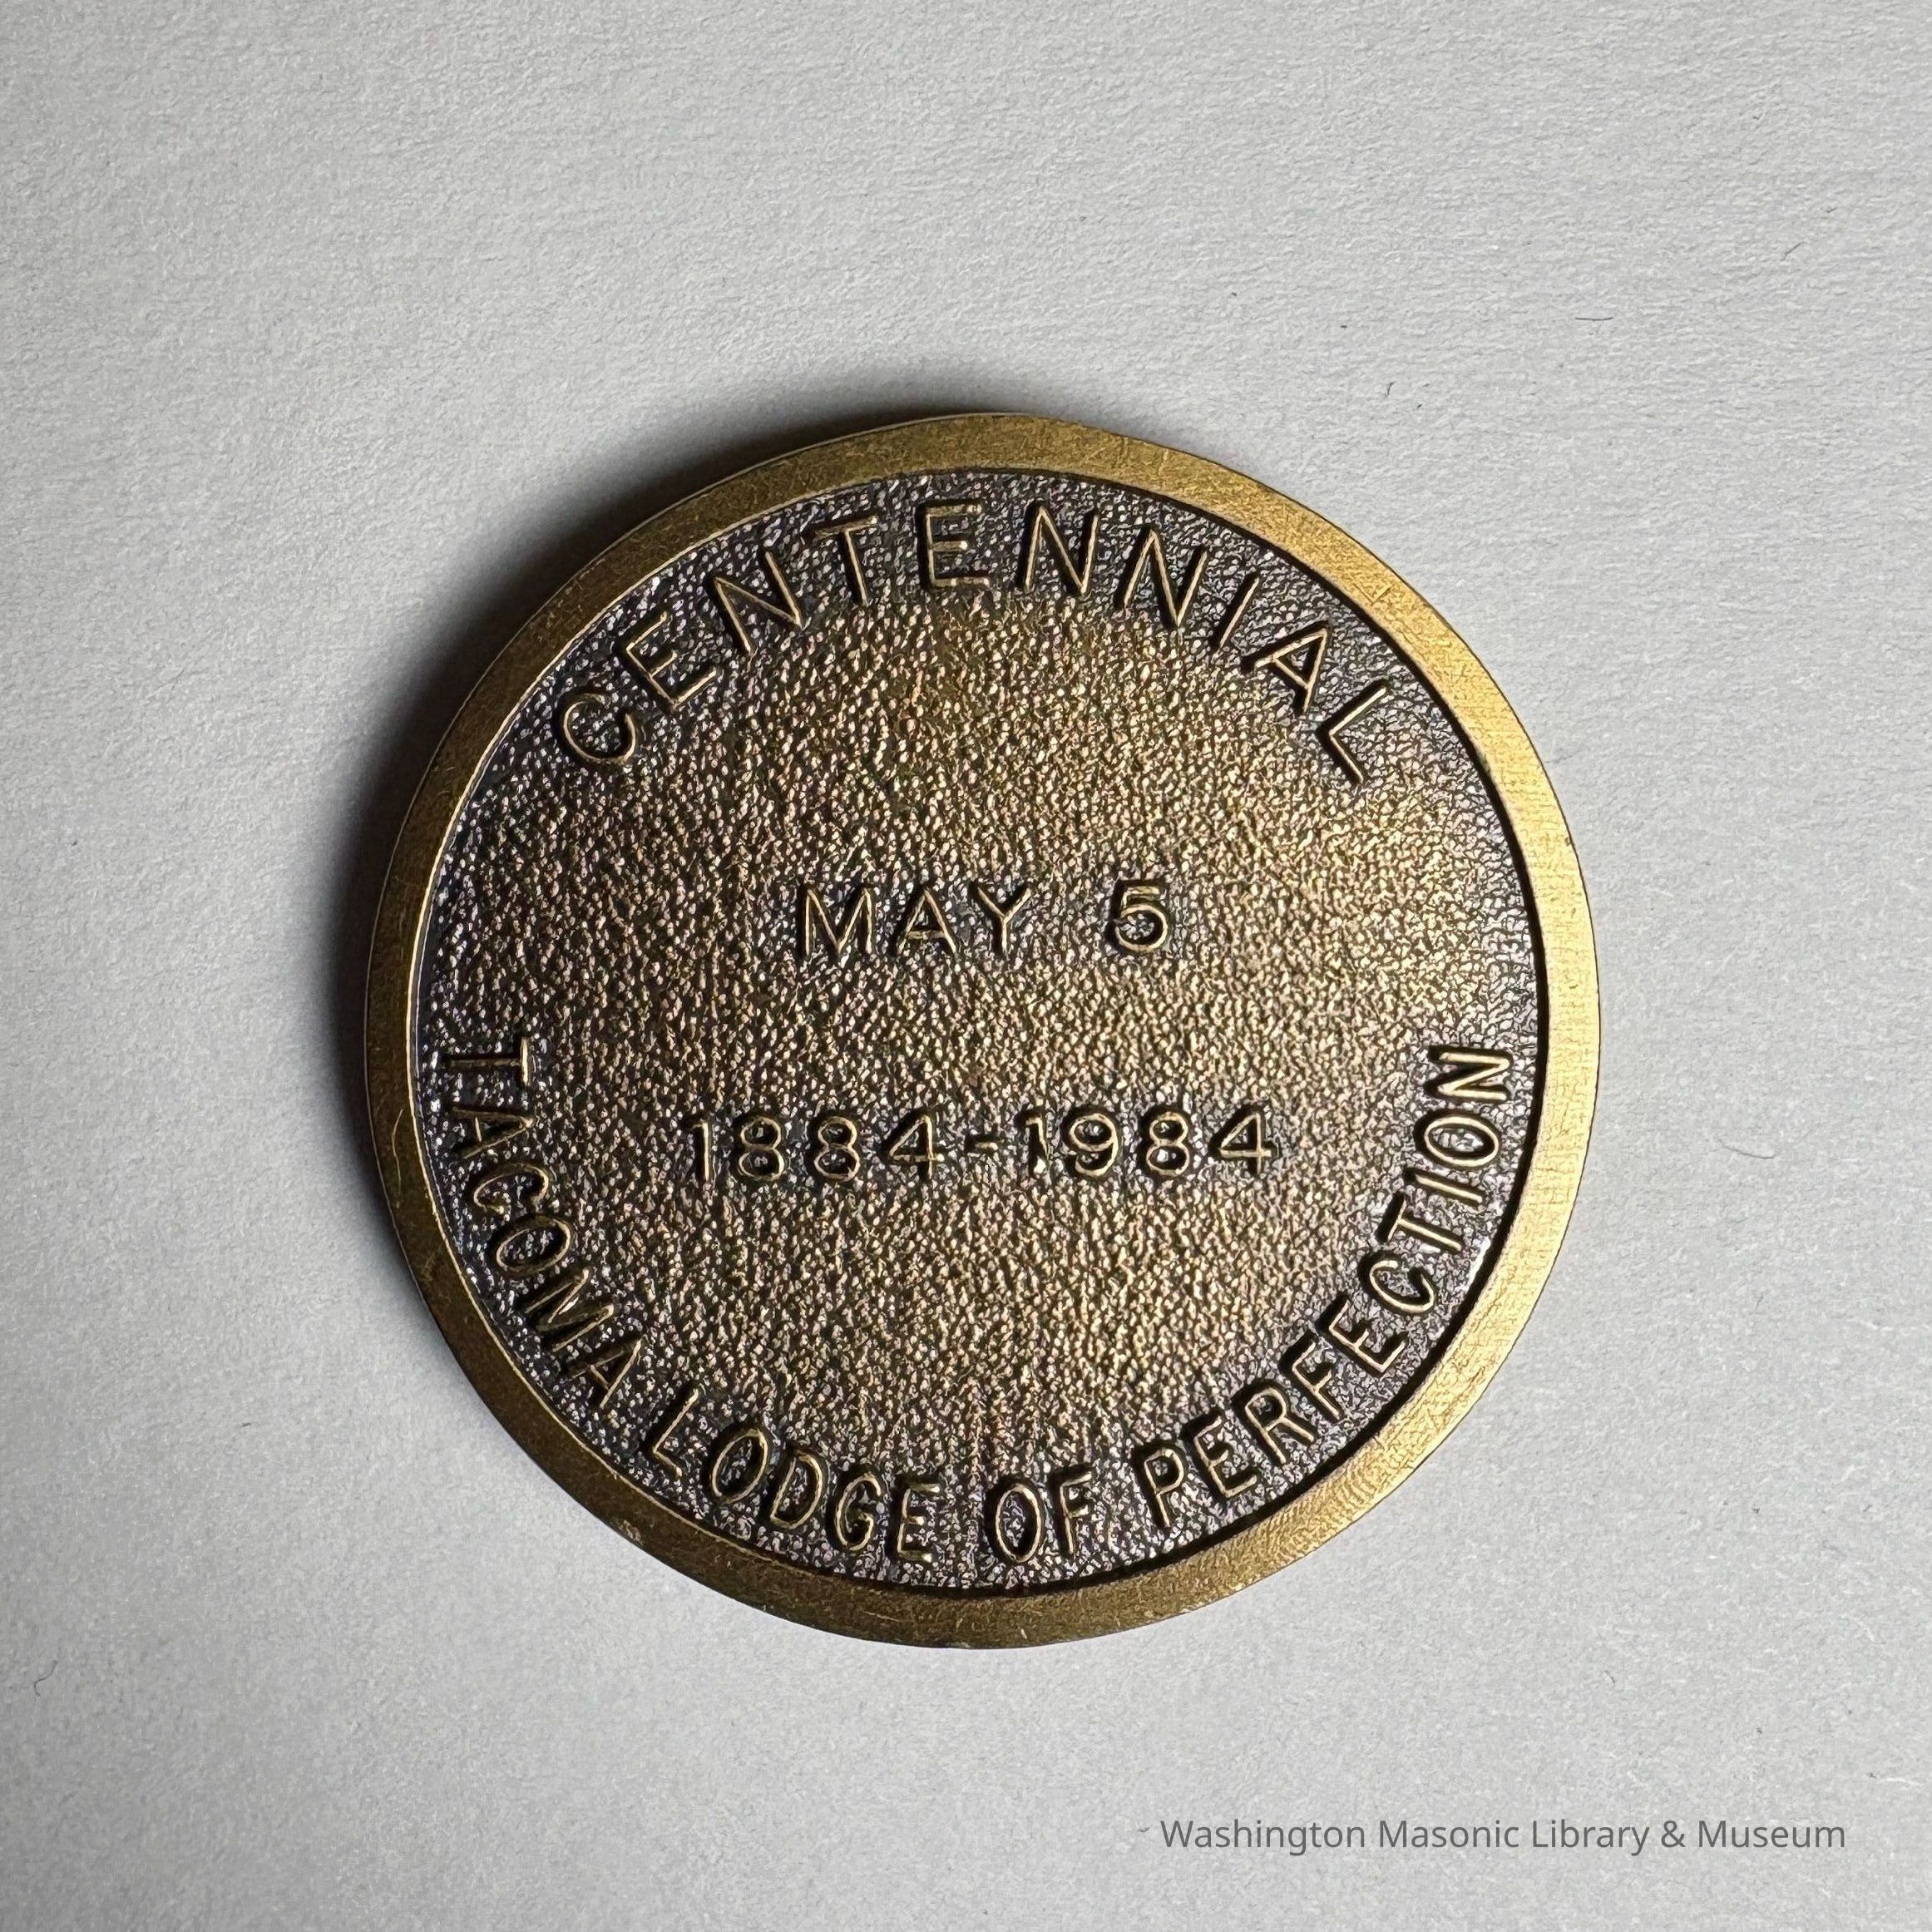 CENTENNIAL
MAY 5
1884-1984
TACOMA LODGE OF PERFECTION
Washington Masonic Library & Museum